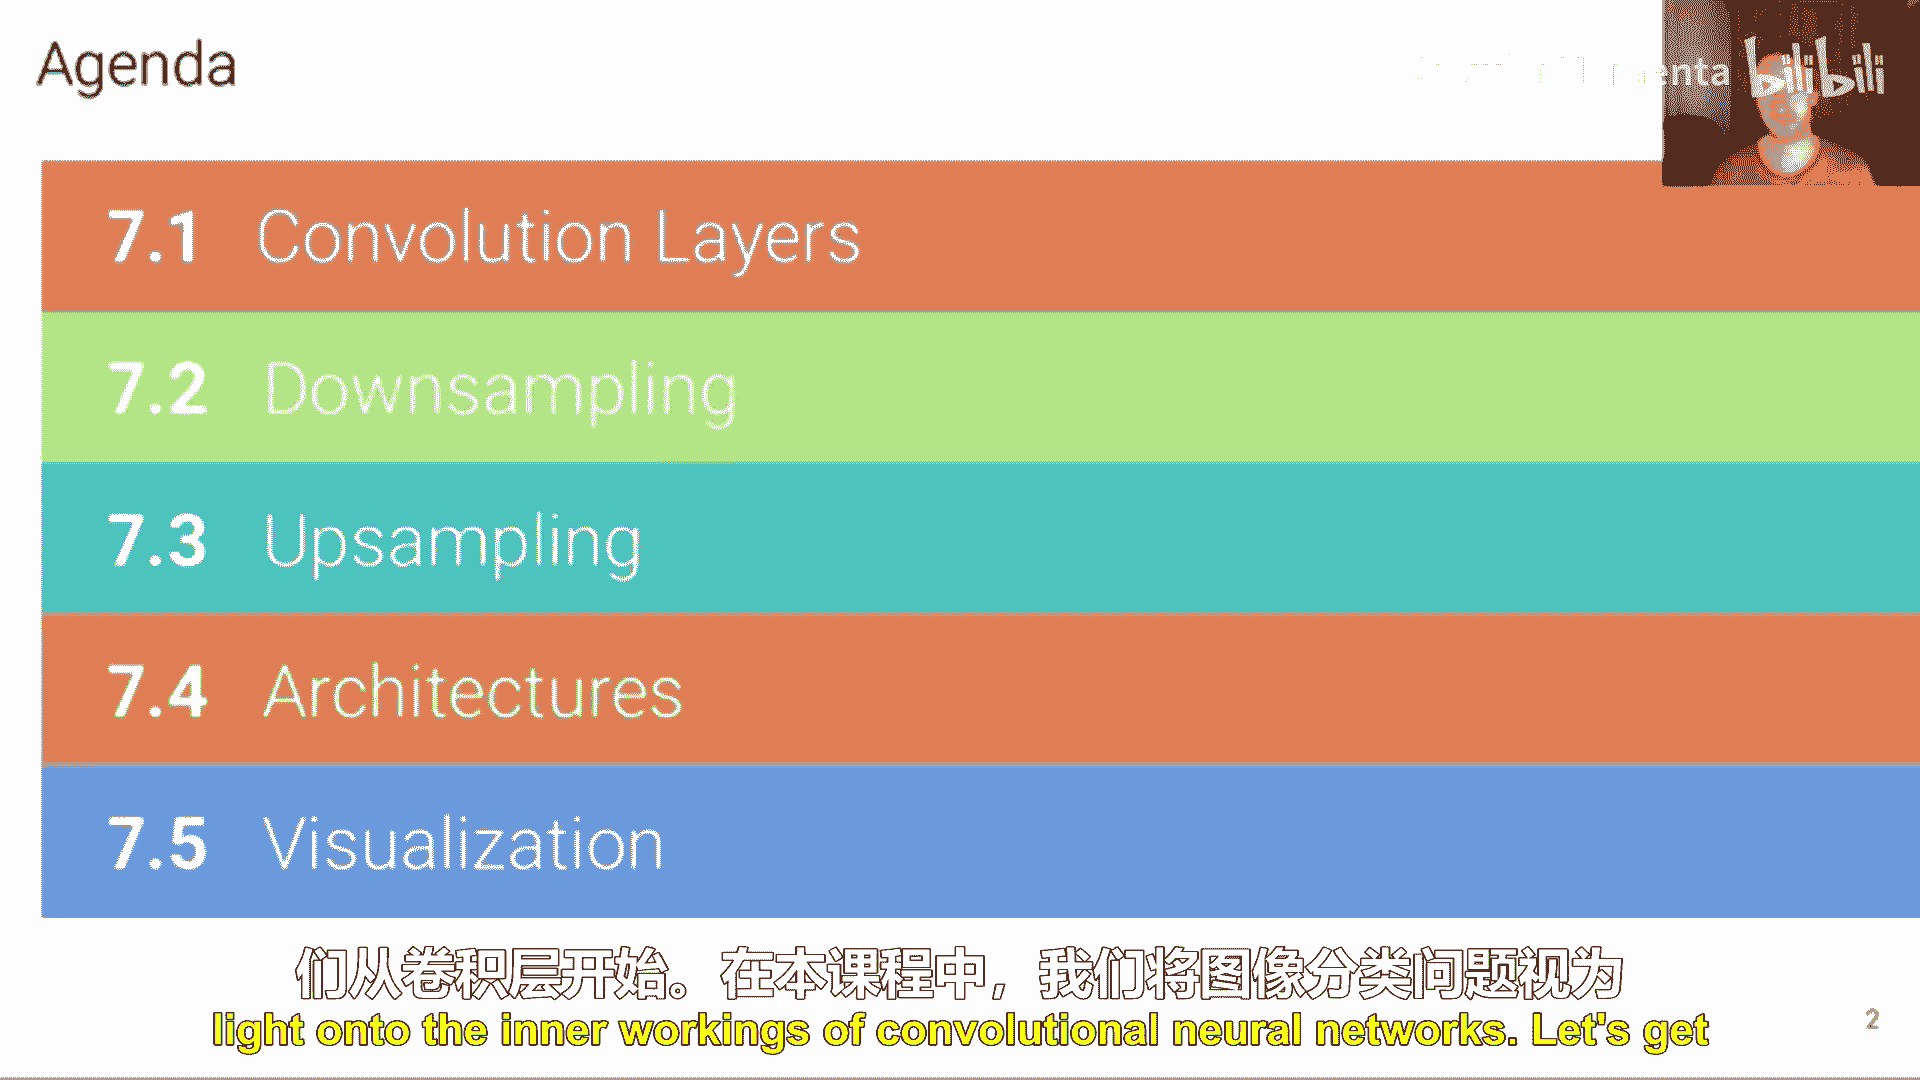 Agenda
bilibili
7.1 Convolution Layers
7.2 Downsampling
7.3 Upsampling
7.4 Architectures
7.5 Visualization
们从卷积层开始。在本课程中，我们将图像分类问题视为
light onto the inner workings of convolutional neural networks. Let's get
2